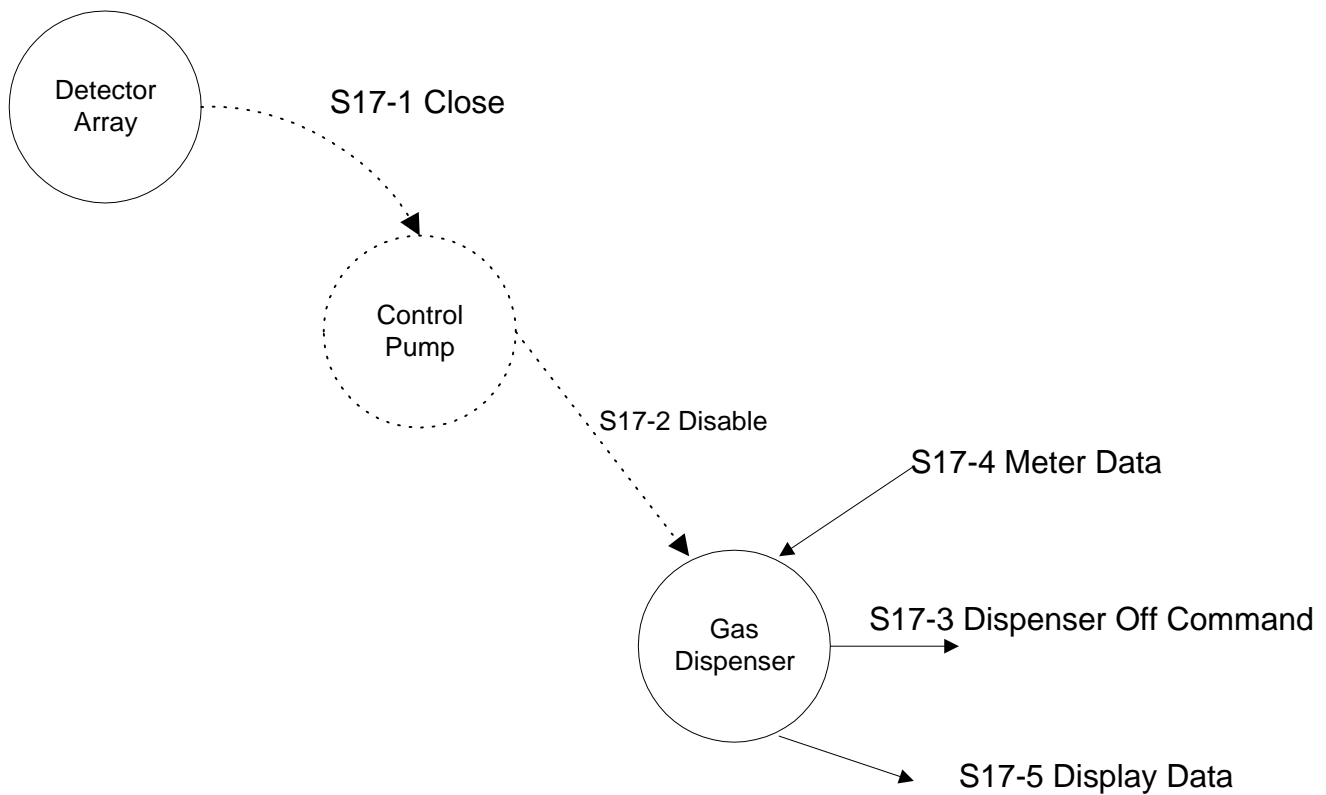 Detector
Array
S17-1 Close
Control
Pump
S17-2 Disable
S17-4 Meter Data
S17-3 Dispenser Off Command
Gas
Dispenser
S17-5 Display Data